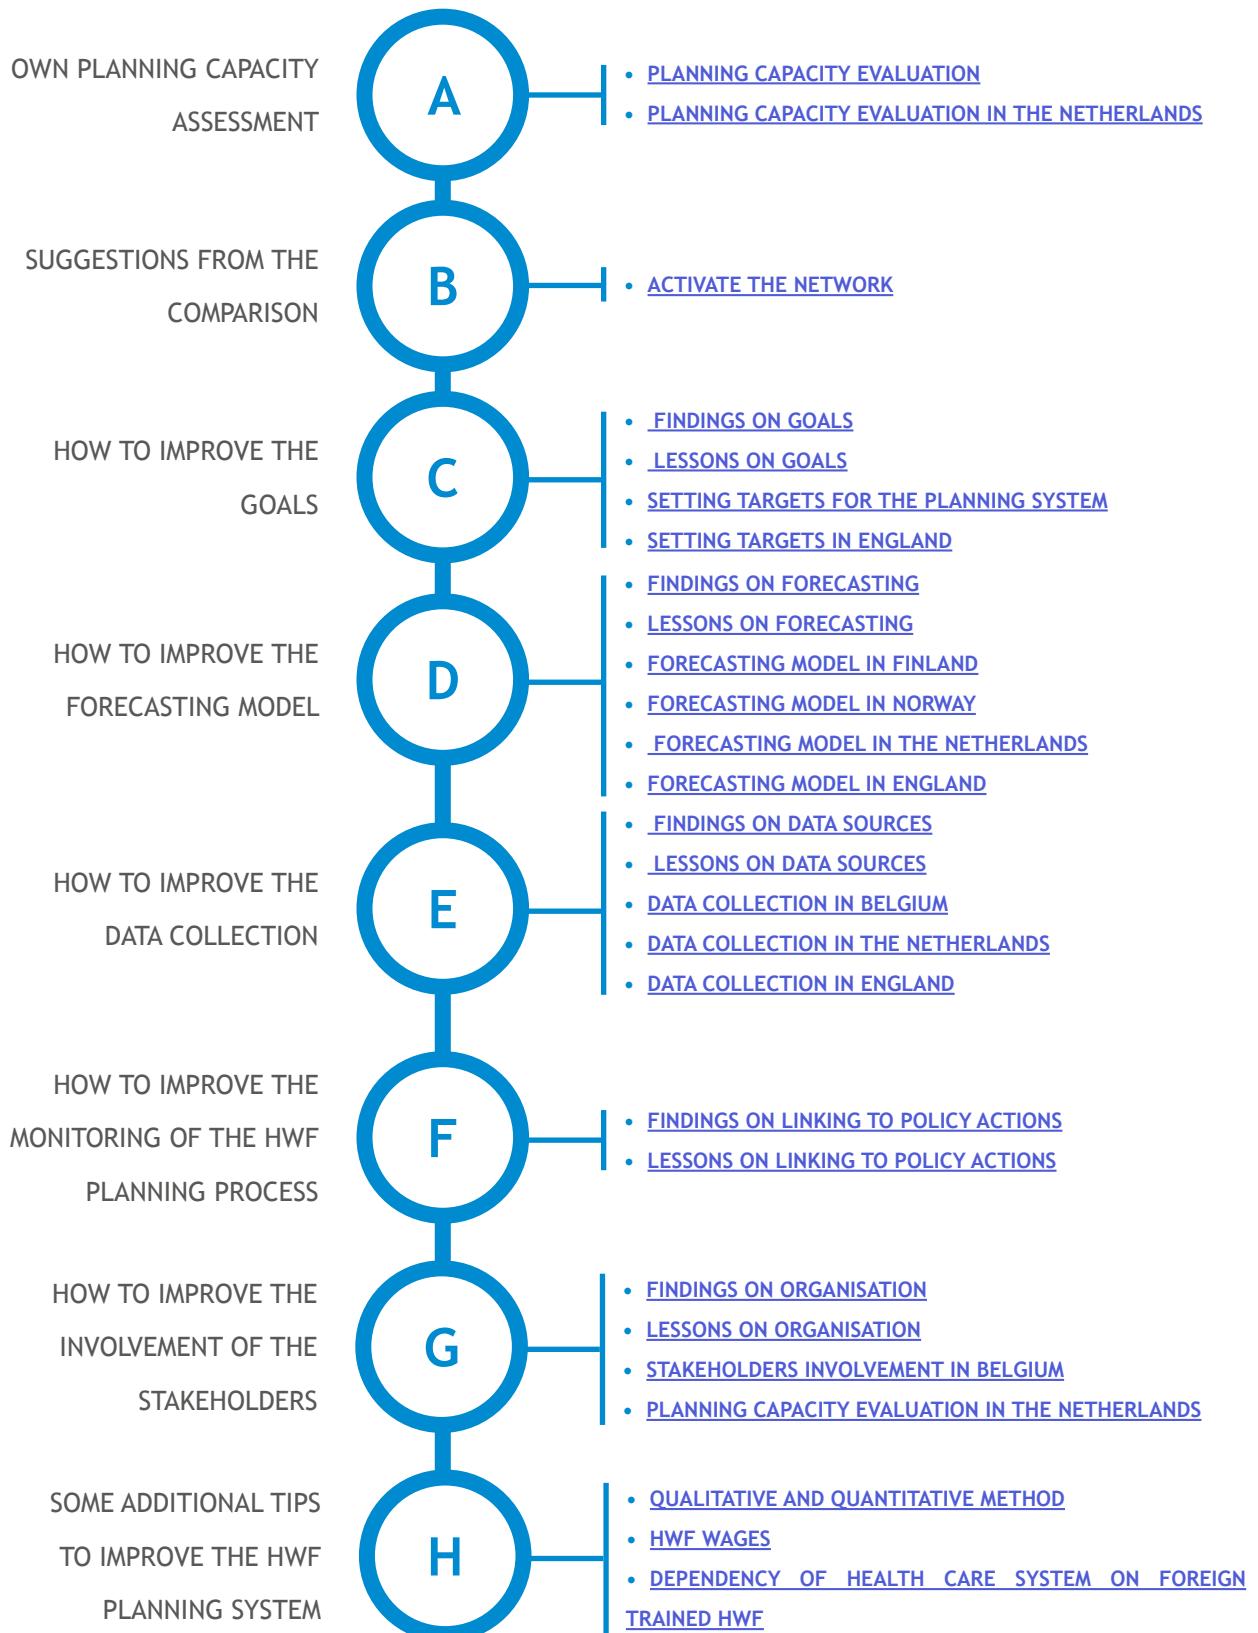 OWN PLANNING CAPACITY
ASSESSMENT
A
• PLANNING CAPACITY EVALUATION
• PLANNING CAPACITY EVALUATION IN THE NETHERLANDS
SUGGESTIONS FROM THE
COMPARISON
B
• ACTIVATE THE NETWORK
HOW TO IMPROVE THE
GOALS
C
• FINDINGS ON GOALS
• LESSONS ON GOALS
• SETTING TARGETS FOR THE PLANNING SYSTEM
• SETTING TARGETS IN ENGLAND
HOW TO IMPROVE THE
FORECASTING MODEL
D
• FINDINGS ON FORECASTING
• LESSONS ON FORECASTING
• FORECASTING MODEL IN FINLAND
• FORECASTING MODEL IN NORWAY
• FORECASTING MODEL IN THE NETHERLANDS
• FORECASTING MODEL IN ENGLAND
HOW TO IMPROVE THE
DATA COLLECTION
E
• FINDINGS ON DATA SOURCES
• LESSONS ON DATA SOURCES
• DATA COLLECTION IN BELGIUM
• DATA COLLECTION IN THE NETHERLANDS
• DATA COLLECTION IN ENGLAND
HOW TO IMPROVE THE
MONITORING OF THE HWF
PLANNING PROCESS
F
• FINDINGS ON LINKING TO POLICY ACTIONS
• LESSONS ON LINKING TO POLICY ACTIONS
HOW TO IMPROVE THE
INVOLVEMENT OF THE
STAKEHOLDERS
G
• FINDINGS ON ORGANISATION
• LESSONS ON ORGANISATION
• STAKEHOLDERS INVOLVEMENT IN BELGIUM
• PLANNING CAPACITY EVALUATION IN THE NETHERLANDS
SOME ADDITIONAL TIPS
TO IMPROVE THE HWF
PLANNING SYSTEM
H
• QUALITATIVE AND QUANTITATIVE METHOD
• HWF WAGES
• DEPENDENCY OF HEALTH CARE SYSTEM ON FOREIGN
TRAINED HWF